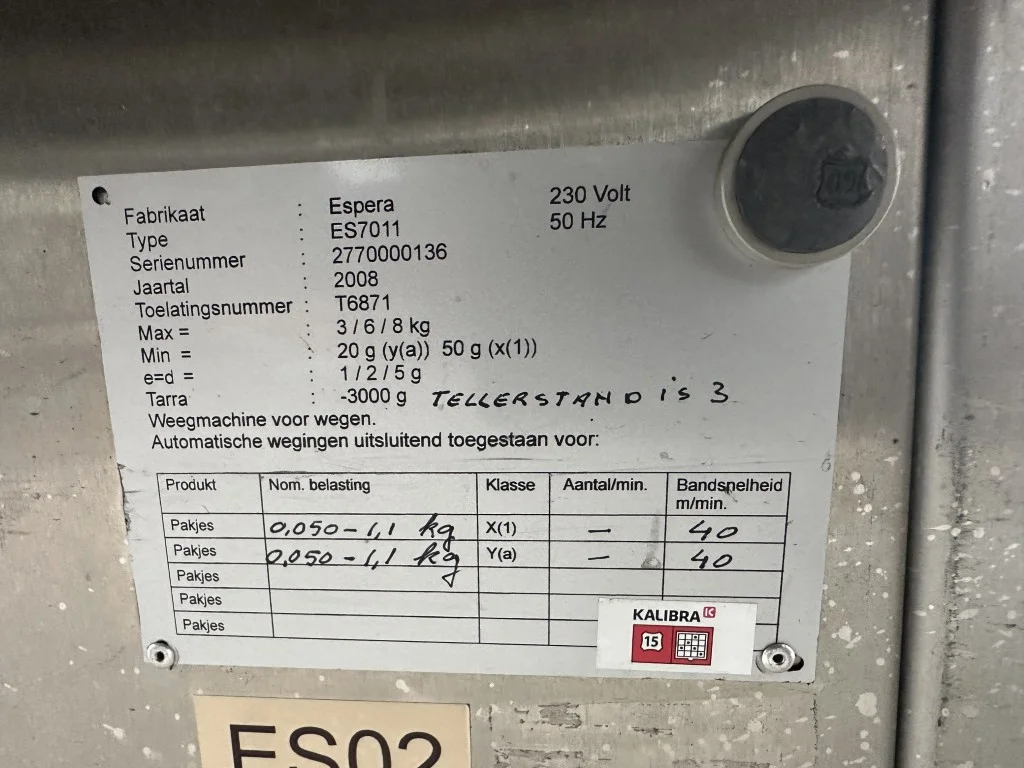 Fabrikaat : Espera 230 Volt
Type : ES7011 50 Hz
Serienummer : 2770000136
Jaartal : 2008
Toelatingsnummer : T6871
Max = : 3 / 6 / 8 kg
Min = : 20 g (y(a)) 50 g (x(1))
e=d = : 1 / 2 / 5 g
Tarra : -3000 g TELLERSTAND iS 3
Weegmachine voor wegen.
Automatische wegingen uitsluitend toegestaan voor:
Produkt Nom. belasting Klasse Aantal/min. Bandsnelheid
m/min.
Pakjes 0,050 - 1,1 kg X(1) — 40
Pakjes 0,050 - 1,1 kg Y(a) — 40
Pakjes
Pakjes
Pakjes
KALIBRA K
15
ES02